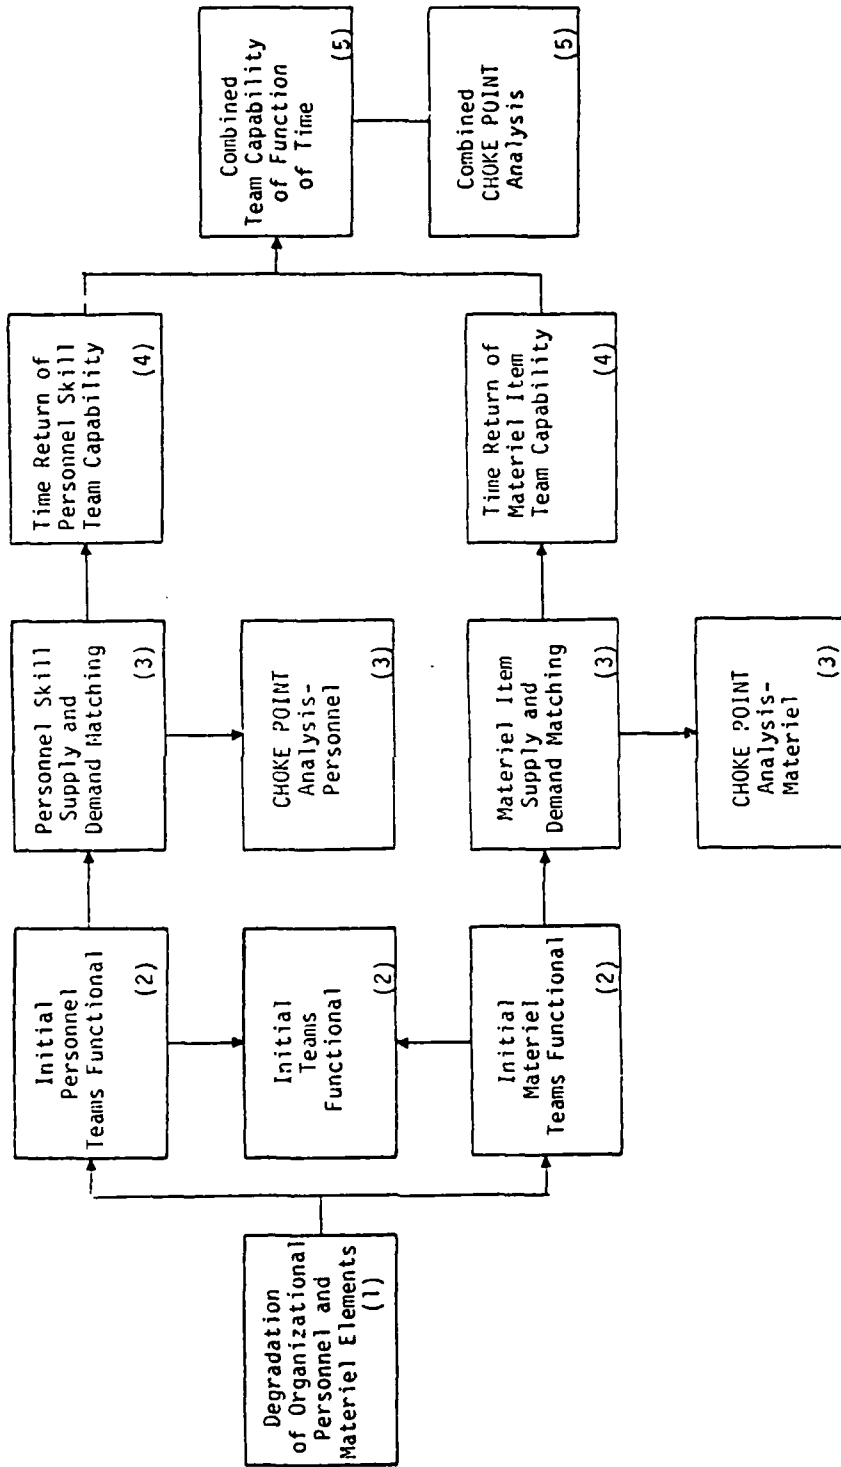 Degradation
of Organizational
Personnel and
Materiel Elements
(1)
Initial
Personnel
Teams Functional
(2)
Initial
Teams
Functional
(2)
Initial
Materiel
Teams Functional
(2)
Personnel Skill
Supply and
Demand Matching
(3)
CHOKE POINT
Analysis-
Personnel
(3)
Materiel Item
Supply and
Demand Matching
(3)
CHOKE POINT
Analysis-
Materiel
(3)
Time Return of
Personnel Skill
Team Capability
(4)
Time Return of
Materiel Item
Team Capability
(4)
Combined
Team Capability
of Function
of Time
(5)
Combined
CHOKE POINT
Analysis
(5)